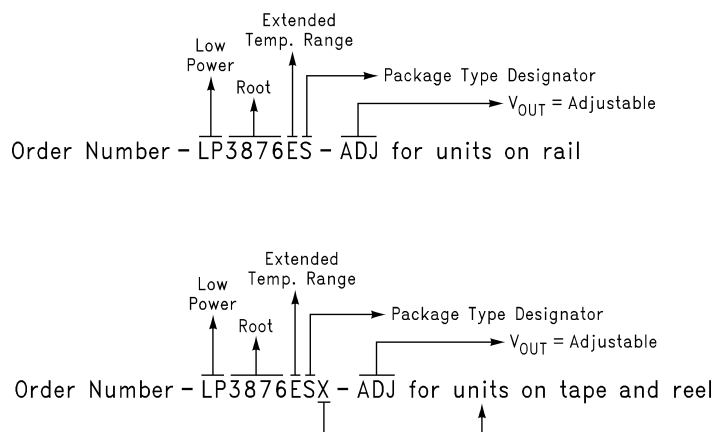 Extended
Temp. Range
Low
Power
Root
Package Type Designator
VOUT = Adjustable
Order Number – LP3876ES – ADJ for units on rail
Extended
Temp. Range
Low
Power
Root
Package Type Designator
VOUT = Adjustable
Order Number – LP3876ESX – ADJ for units on tape and reel